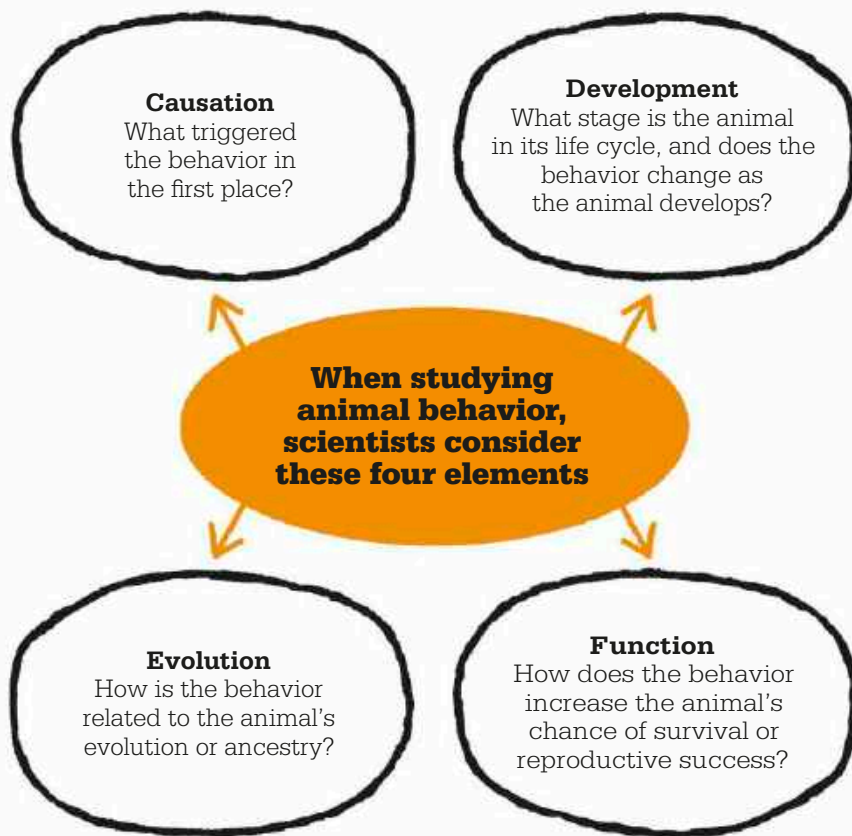 Causation
What triggered
the behavior in
the first place?
Development
What stage is the animal
in its life cycle, and does the
behavior change as
the animal develops?
When studying
animal behavior,
scientists consider
these four elements
Evolution
How is the behavior
related to the animal's
evolution or ancestry?
Function
How does the behavior
increase the animal's
chance of survival or
reproductive success?